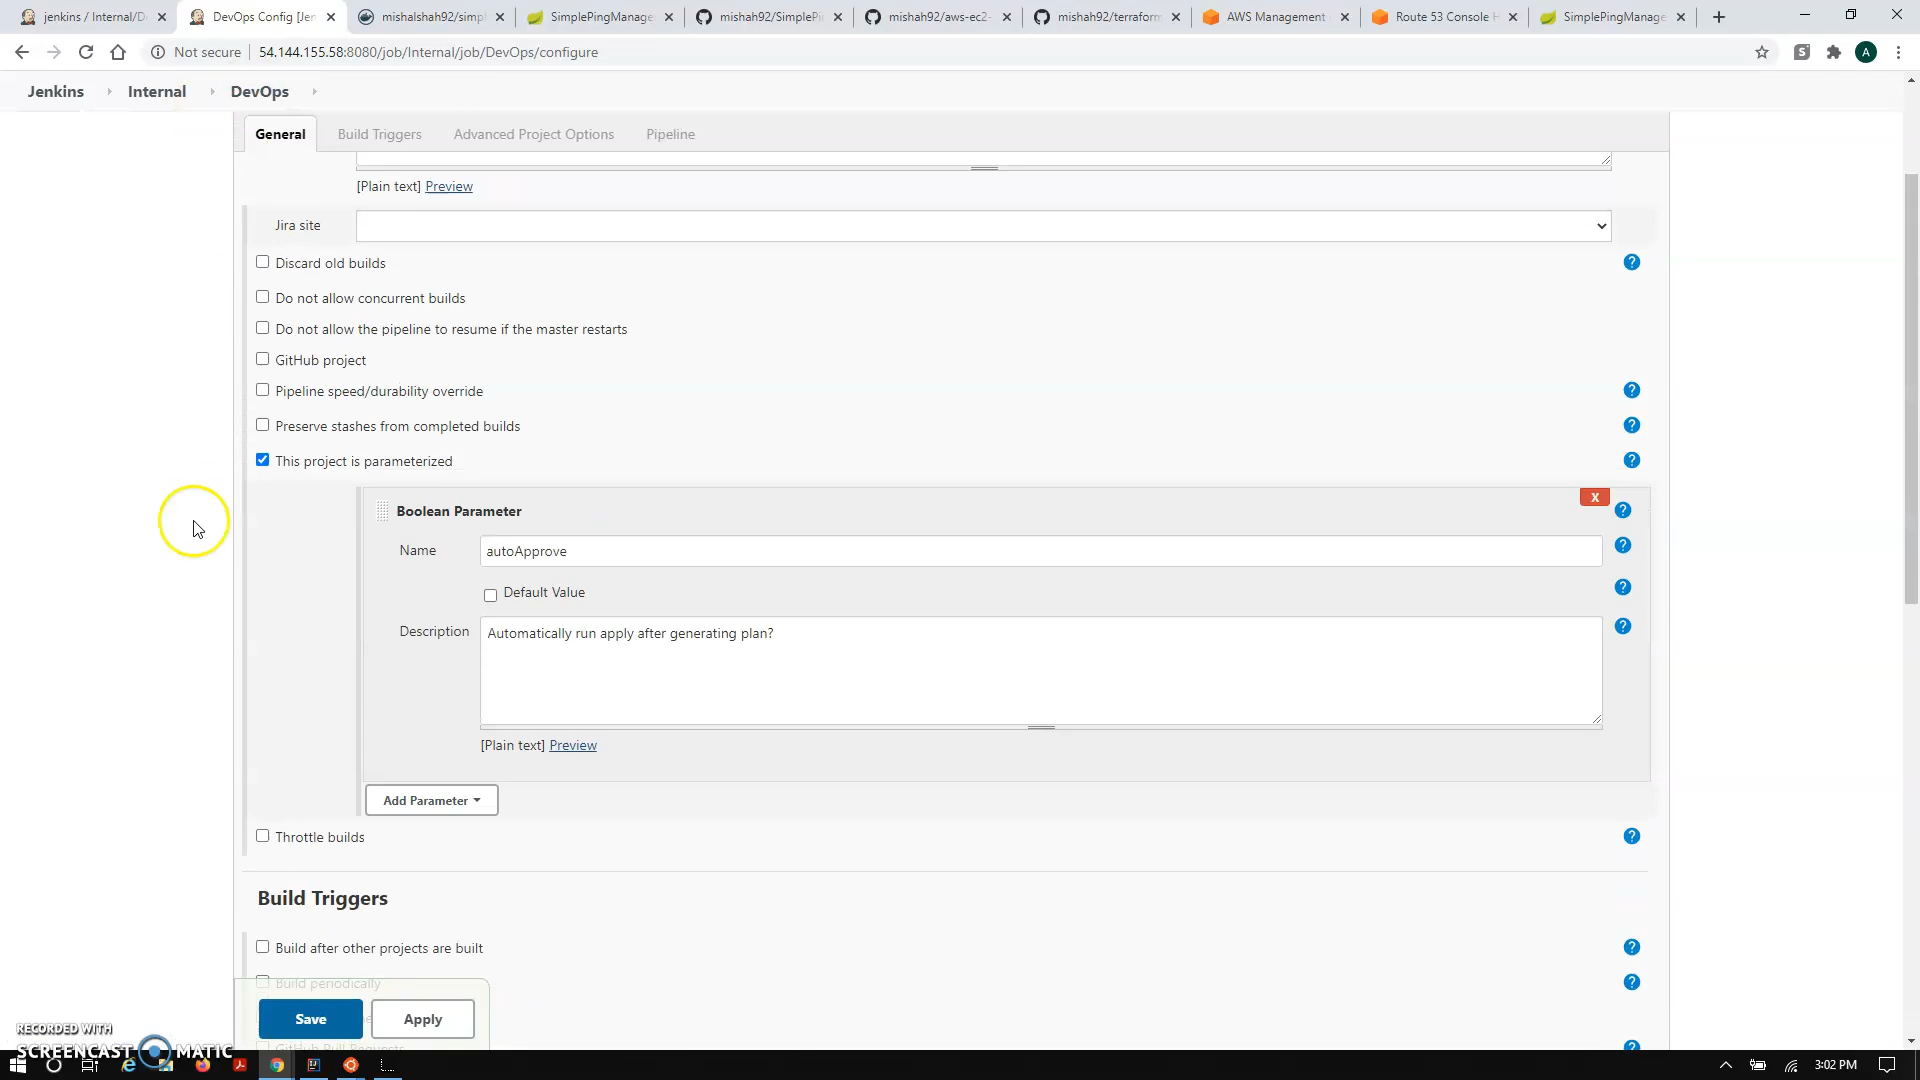 jenkins / Internal/D
DevOps Config [Jen
mishalshah92/simpl
SimplePingManage
mishah92/SimplePi
mishah92/aws-ec2-
mishah92/terraform
AWS Management
Route 53 Console H
SimplePingManage
Not secure
54.144.155.58:8080/job/Internal/job/DevOps/configure
A
Jenkins
Internal
DevOps
General
Build Triggers
Advanced Project Options
Pipeline
[Plain text] Preview
Jira site
Discard old builds
Do not allow concurrent builds
Do not allow the pipeline to resume if the master restarts
GitHub project
Pipeline speed/durability override
Preserve stashes from completed builds
This project is parameterized
X
Boolean Parameter
Name
autoApprove
Default Value
Description
Automatically run apply after generating plan?
[Plain text] Preview
Add Parameter
Throttle builds
Build Triggers
Build after other projects are built
Build periodically
Save
Apply
GitHub Pull Requests
RECORDED WITH
SCREENCAST MATIC
3:02 PM